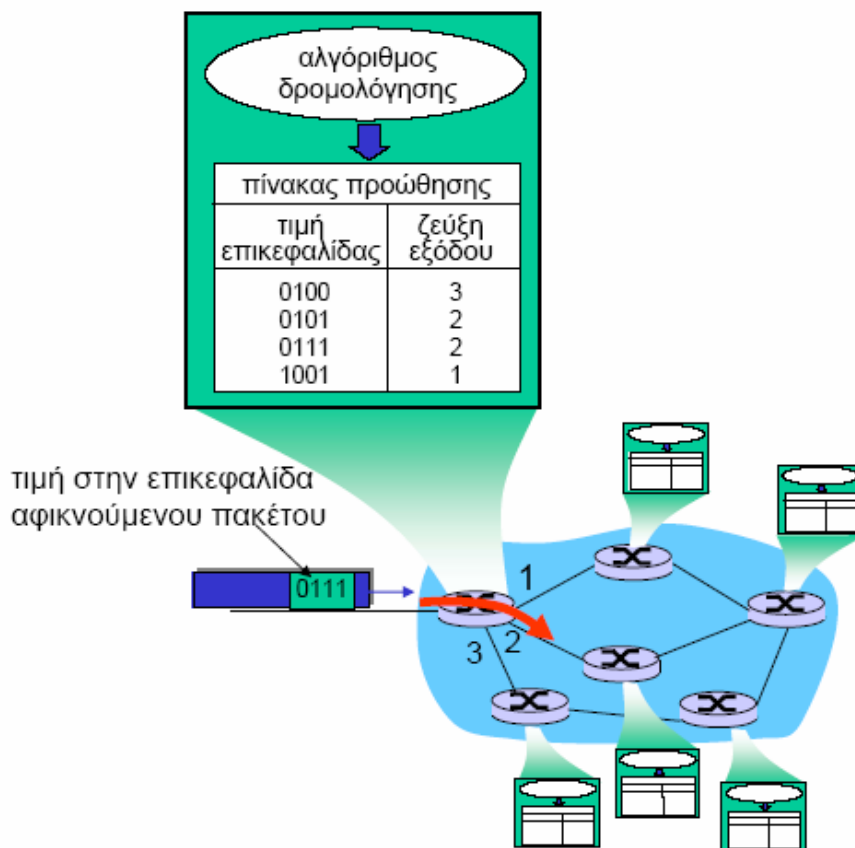 αλγόριθμος
δρομολόγησης
πίνακας προώθησης
τιμή
επικεφαλίδας
ζεύξη
εξόδου
0100 3
0101 2
0111 2
1001 1
τιμή στην επικεφαλίδα
αφικνούμενου πακέτου
0111
1
2
3